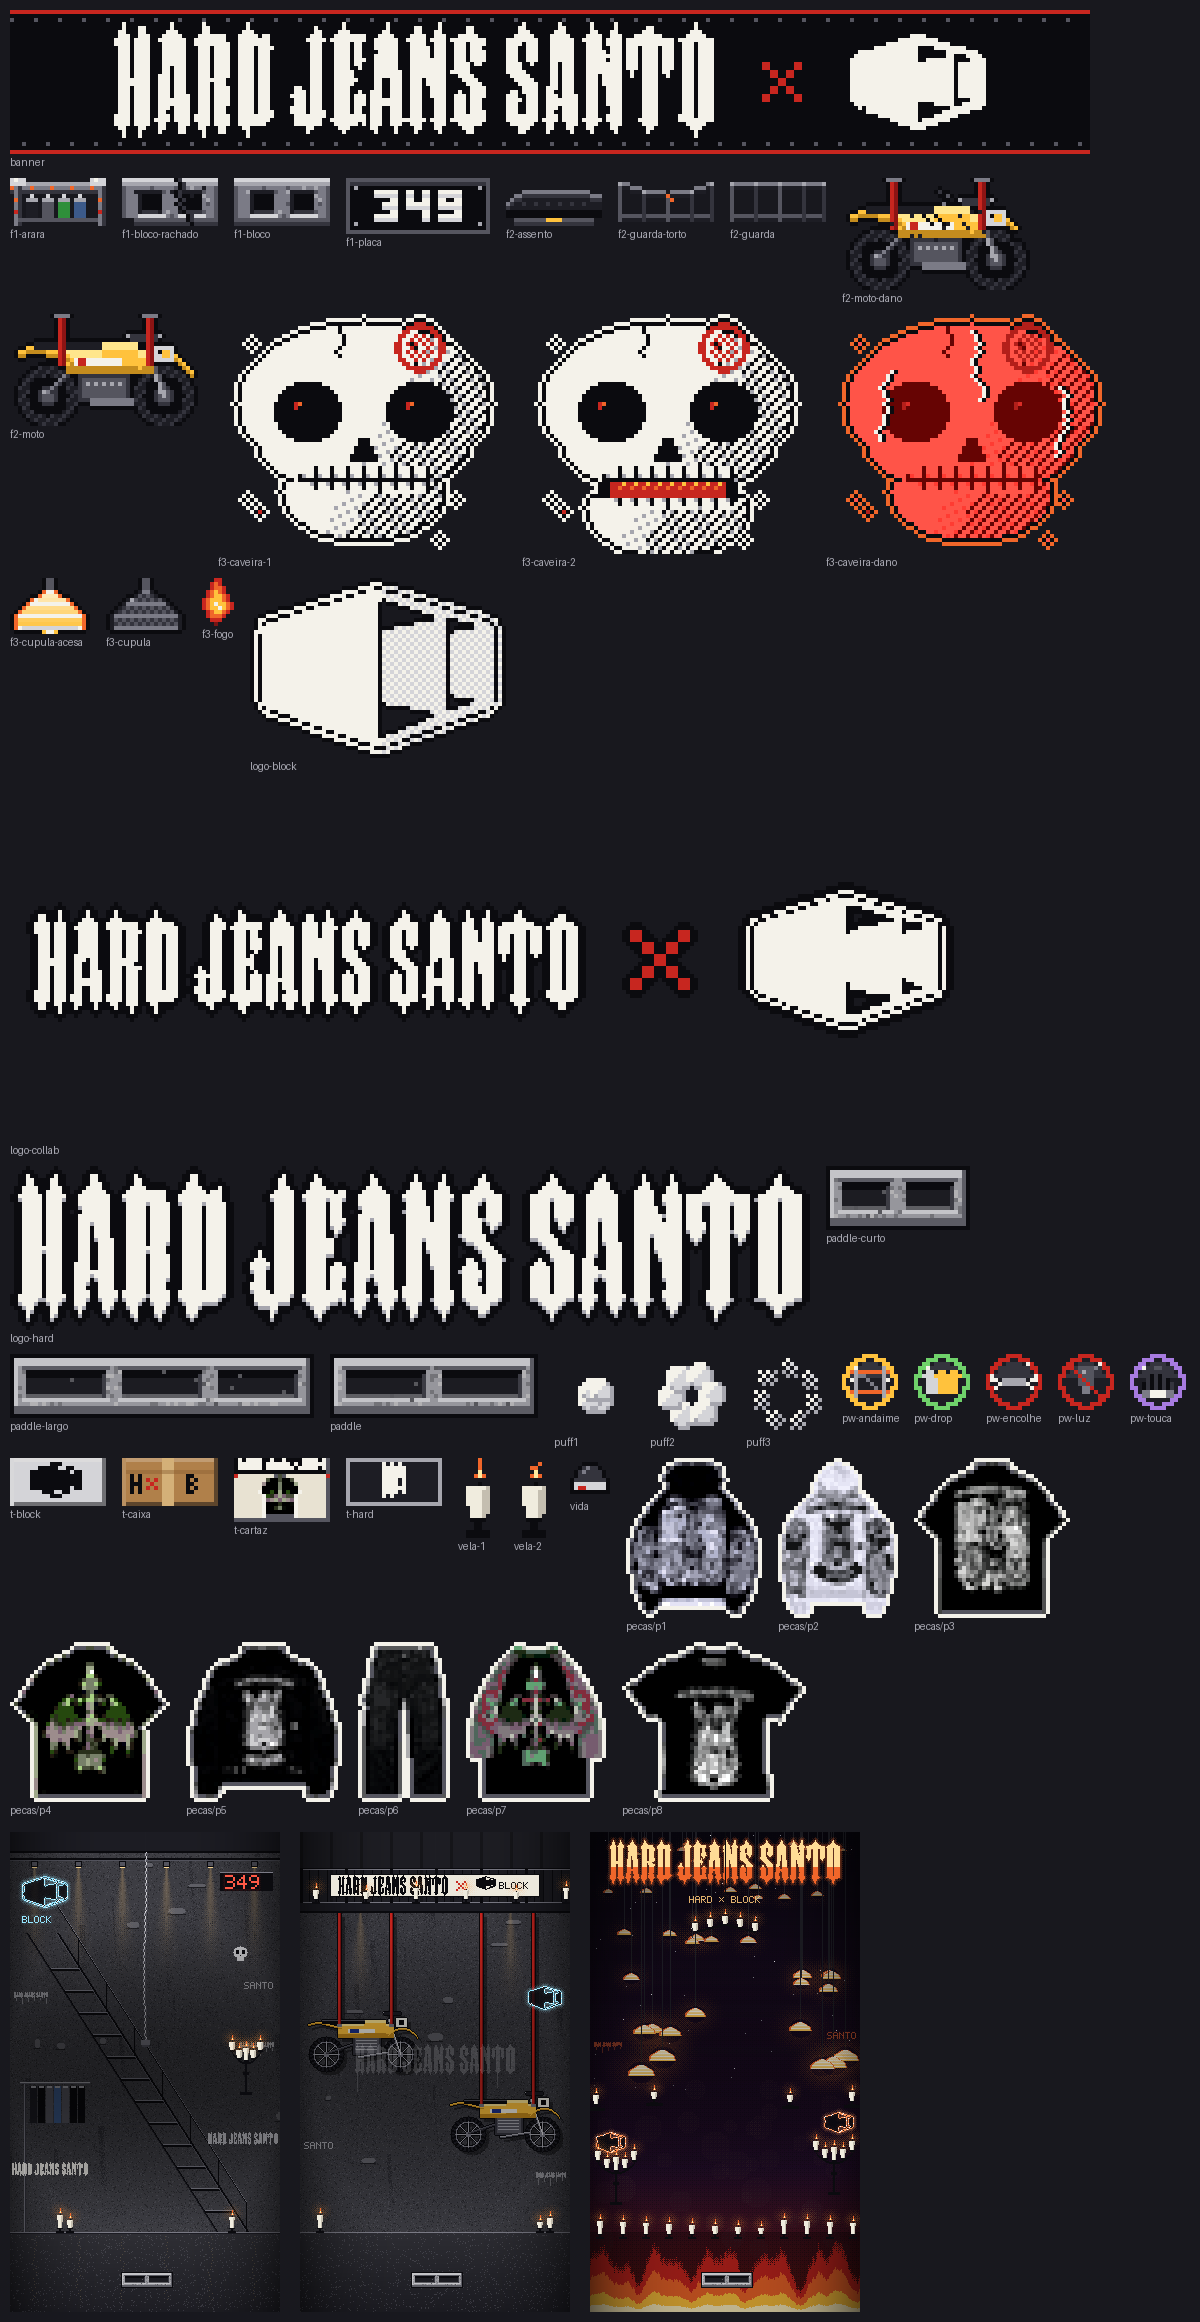 HARD JEANS SANTO ×
banner
349
f1-arara f1-bloco-rachado f1-bloco f1-placa f2-assento f2-guarda-torto f2-guarda f2-moto-dano
f2-moto f3-caveira-1 f3-caveira-2 f3-caveira-dano
f3-cupula-acesa f3-cupula f3-fogo
logo-block
HARD JEANS SANTO ×
logo-collab
HARD JEANS SANTO
paddle-curto
logo-hard
paddle-largo paddle puff1 puff2 puff3 pw-andaime pw-drop pw-encolhe pw-luz pw-touca
H× B
t-block t-caixa t-cartaz t-hard vela-1 vela-2 vida
pecas/p1 pecas/p2 pecas/p3
pecas/p4 pecas/p5 pecas/p6 pecas/p7 pecas/p8
349
BLOCK
SANTO
HARD JEANS SANTO
HARD JEANS SANTO
HARD JEANS SANTO × BLOCK
HARD JEANS SANTO
SANTO
HARD JEANS SANTO
HARD × BLOCK
SANTO